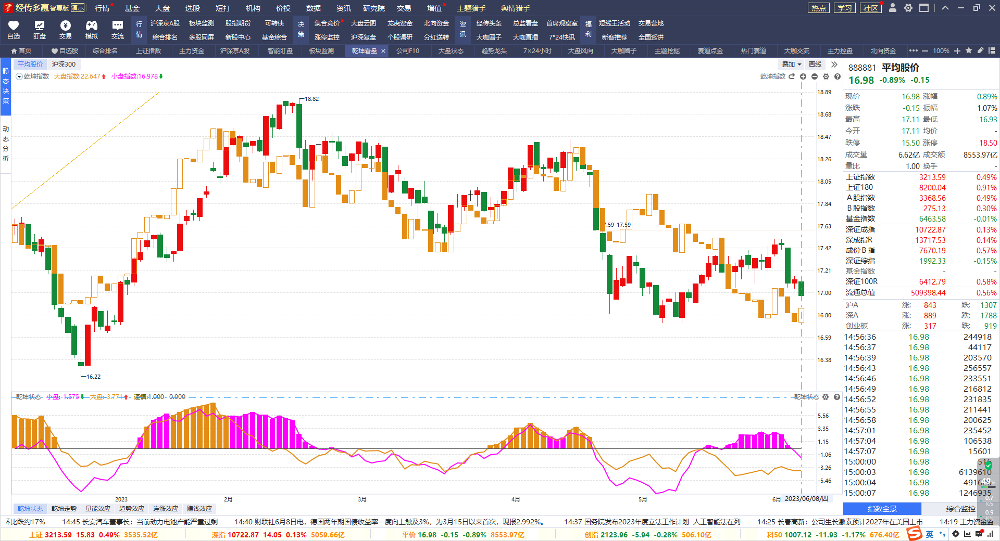 经传多赢 智尊版 演示 行情 基金 大盘 选股 短打 机构 价投 数据 资讯 研究院 交易 增值 主题猎手 舆情猎手 热点 学习 社区
自选 盯盘 交易 模拟 交流
行情 沪深京A股 板块监测 股指期货 可转债 决策 集合竞价 大盘云图 龙虎资金 北向资金 资讯 经传头条 总监看盘 首席观察室 福利 短线王活动 交易营地
综合排名 多股同屏 新股中心 基金综合 涨停监控 沪深复盘 个股调研 分红送转 大咖圈子 大咖直播 7*24快讯 新客推荐 全国巡讲
首页 自选股 综合排名 上证指数 主力资金 沪深京A股 智能盯盘 板块监测 乾坤看盘 公司F10 大盘状态 趋势龙头 7×24小时 大盘风向 大咖圈子 主题挖掘 赛道点金 热门赛道 大咖交流 主力控盘 北向资金 100%
静态决策
动态分析
平均股价 沪深300 叠加 画线
乾坤指数 大盘指数:22.647 小盘指数:16.978 乾坤指数
18.89
18.68
18.47
18.26
18.05
17.84
17.63
17.42
17.21
17.00
16.80
16.59
16.38
18.82
7.59-17.59
16.22
乾坤状态 小盘:-1.575 大盘:-3.771 谨慎:1.000 0.000 乾坤状态
5.56
3.35
1.15
-1.06
-3.26
-5.46
2023 2月 3月 4月 5月 6月 2023/06/08/四
乾坤状态 乾坤走势 量能效应 趋势效应 连涨效应 赚钱效应
888881 平均股价
16.98 -0.89% -0.15
现价 16.98 涨幅 -0.89%
涨跌 -0.15 振幅 1.07%
最高 17.11 最低 16.93
今开 17.11 均价 -
跌停 15.50 涨停 18.50
成交量 6.62亿 成交额 8553.97亿
量比 1.00 换手 -
上证指数 3213.59 0.49%
上证180 8200.04 0.91%
A股指数 3368.56 0.49%
B股指数 275.13 0.30%
基金指数 6463.58 -0.01%
深证成指 10722.87 0.13%
深成指R 13717.53 0.14%
成份B指 7670.19 0.57%
深证综指 1992.33 -0.15%
基金指数 - -
深证100R 6412.79 0.58%
流通总值 509398.44 0.56%
沪A 涨: 843 跌: 1307
深A 涨: 889 跌: 1788
创业板 涨: 317 跌: 919
14:56:36 16.98 244918
14:56:37 16.98 44117
14:56:39 16.98 203570
14:56:43 16.98 256557
14:56:46 16.98 233551
14:56:49 16.98 216812
14:56:52 16.98 231835
14:56:55 16.98 211441
14:56:58 16.98 200625
14:57:01 16.98 235452
14:57:04 16.98 106538
14:57:07 16.98 15601
15:00:00 16.98 516
15:00:03 16.98 6139610
15:00:04 16.98
15:00:07 16.98 1246935
0.7
K/s
0.9
指数全景 综合监控
环比跌约17% 14:45 长安汽车董事长：当前动力电池产能严重过剩 14:40 财联社6月8日电，德国两年期国债收益率一度向上触及3%，为3月15日以来首次，现报2.992%。 14:37 国务院发布2023年度立法工作计划 人工智能法在列 14:25 长春高新：公司生长激素预计2027年在美国上市 14:19 主力资金监
上证 3213.59 15.83 0.49% 3535.52亿 深指 10722.87 14.05 0.13% 5059.66亿 平价 16.98 -0.15 -0.89% 8553.97亿 创指 2123.96 -5.94 -0.28% 506.10亿 科50 1007.12 -11.93 -1.17% 676.40亿 英